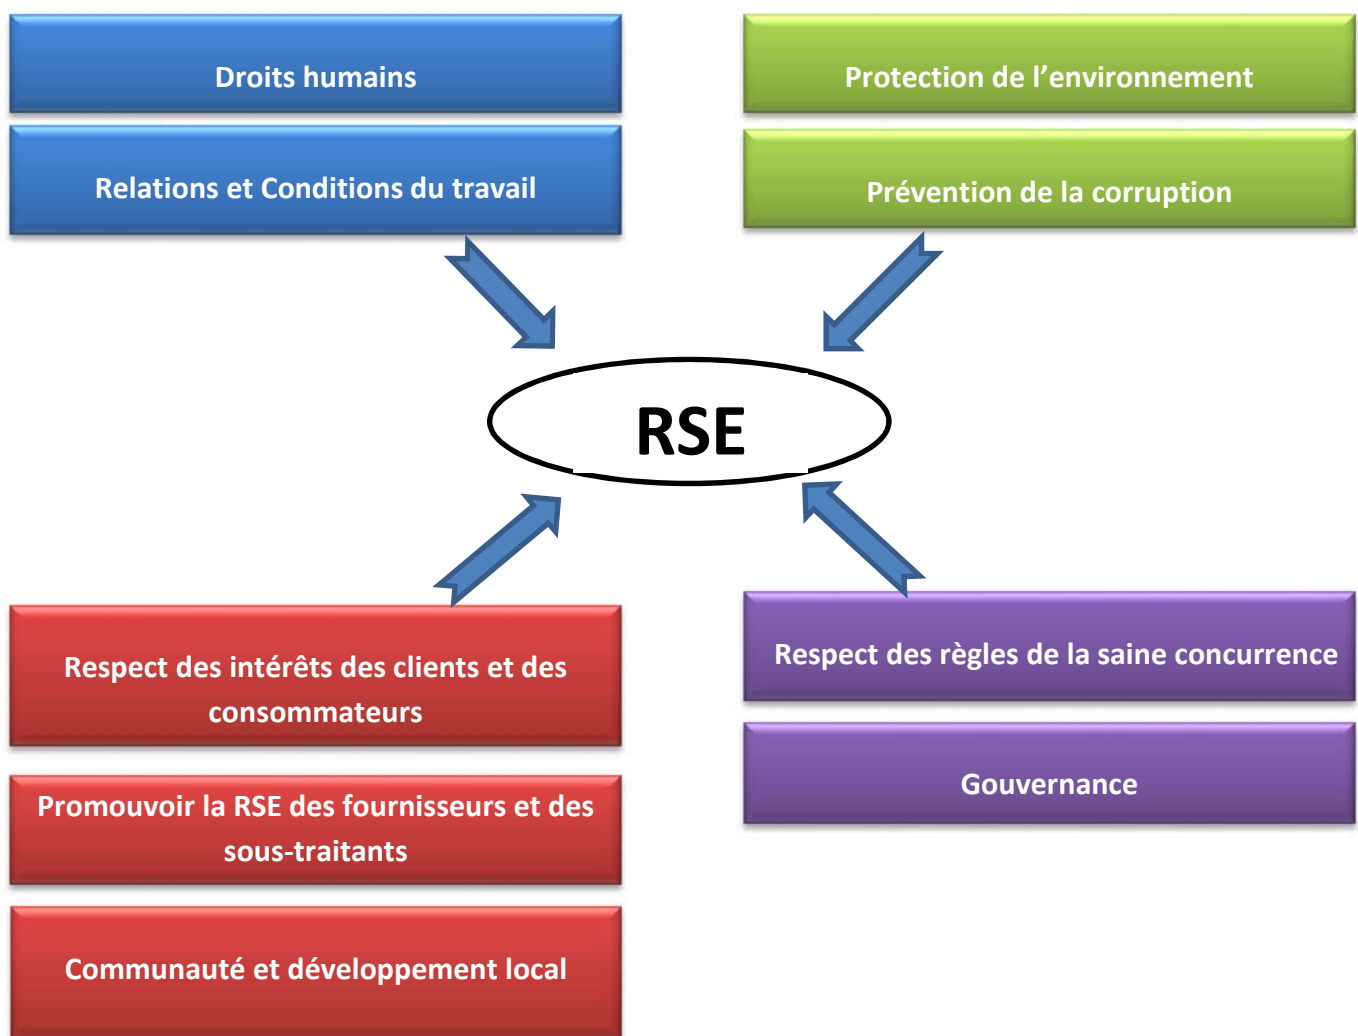 Droits humains
Relations et Conditions du travail
Protection de l’environnement
Prévention de la corruption
RSE
Respect des intérêts des clients et des
consommateurs
Promouvoir la RSE des fournisseurs et des
sous-traitants
Communauté et développement local
Respect des règles de la saine concurrence
Gouvernance